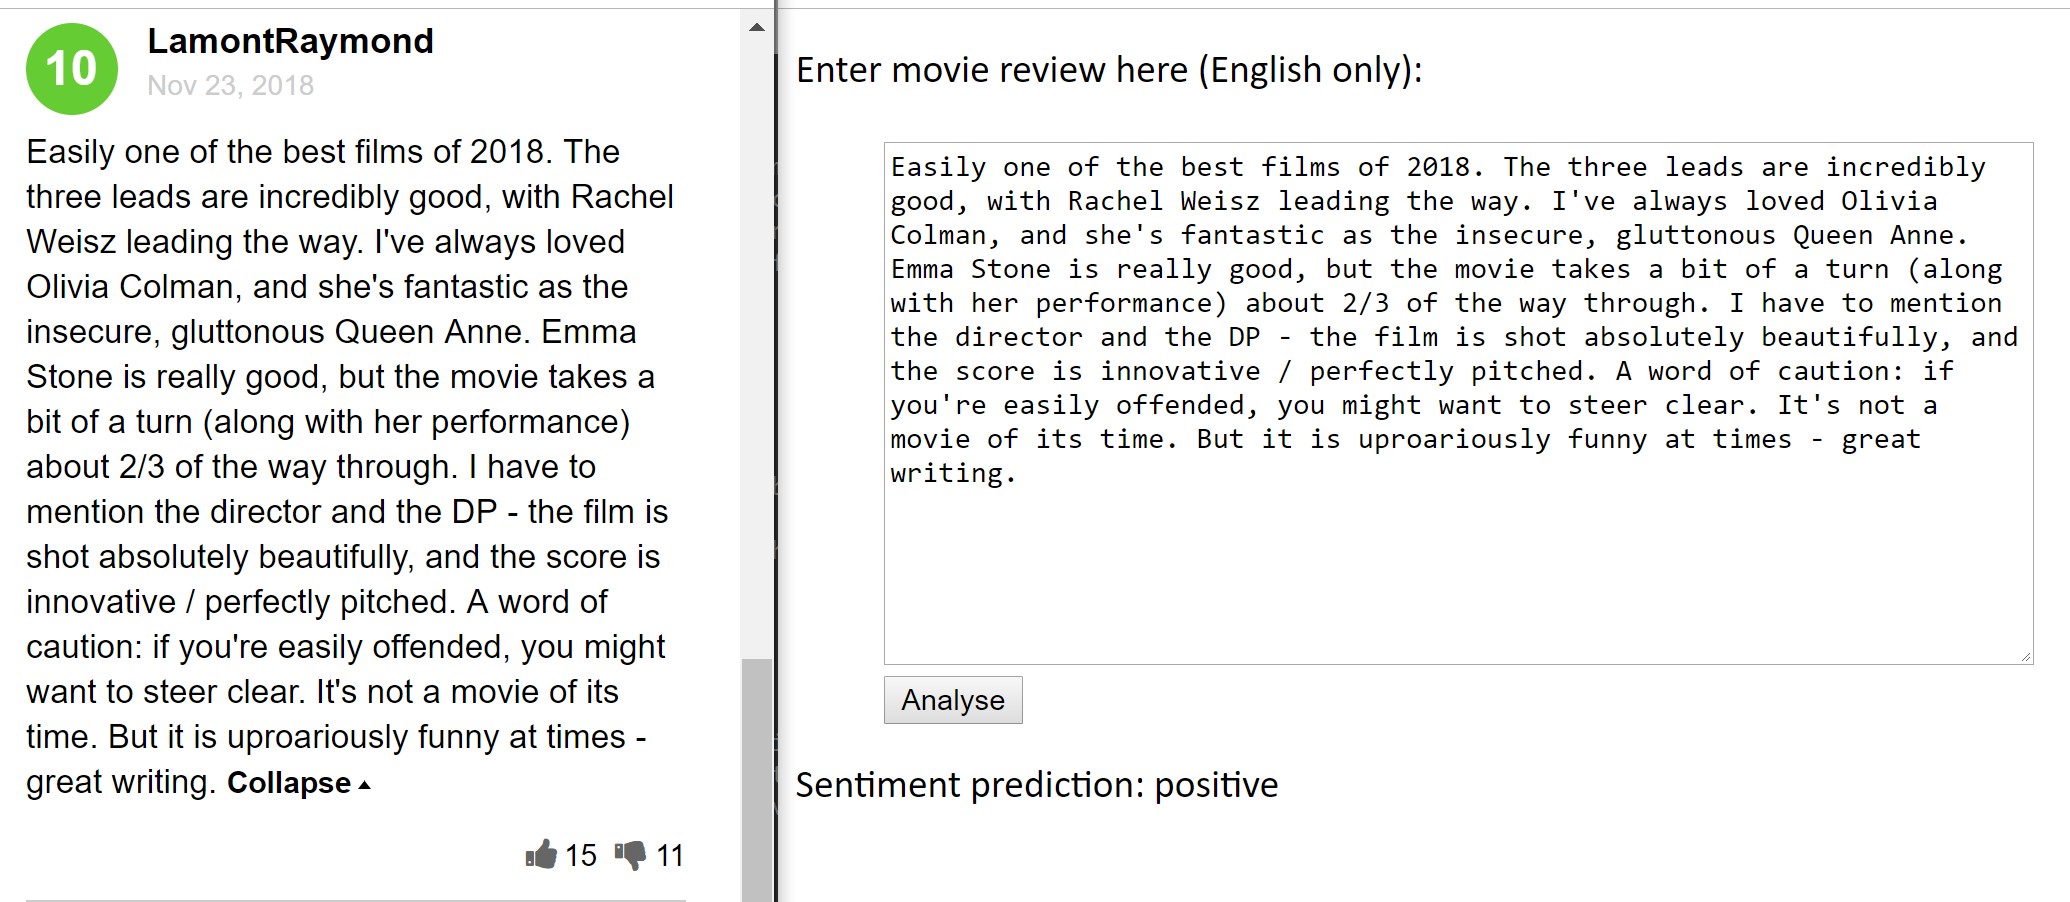 10
LamontRaymond
Nov 23, 2018
Easily one of the best films of 2018. The
three leads are incredibly good, with Rachel
Weisz leading the way. I've always loved
Olivia Colman, and she's fantastic as the
insecure, gluttonous Queen Anne. Emma
Stone is really good, but the movie takes a
bit of a turn (along with her performance)
about 2/3 of the way through. I have to
mention the director and the DP - the film is
shot absolutely beautifully, and the score is
innovative / perfectly pitched. A word of
caution: if you're easily offended, you might
want to steer clear. It's not a movie of its
time. But it is uproariously funny at times -
great writing. Collapse
15 11
Enter movie review here (English only):
Easily one of the best films of 2018. The three leads are incredibly
good, with Rachel Weisz leading the way. I've always loved Olivia
Colman, and she's fantastic as the insecure, gluttonous Queen Anne.
Emma Stone is really good, but the movie takes a bit of a turn (along
with her performance) about 2/3 of the way through. I have to mention
the director and the DP - the film is shot absolutely beautifully, and
the score is innovative / perfectly pitched. A word of caution: if
you're easily offended, you might want to steer clear. It's not a
movie of its time. But it is uproariously funny at times - great
writing.
Analyse
Sentiment prediction: positive